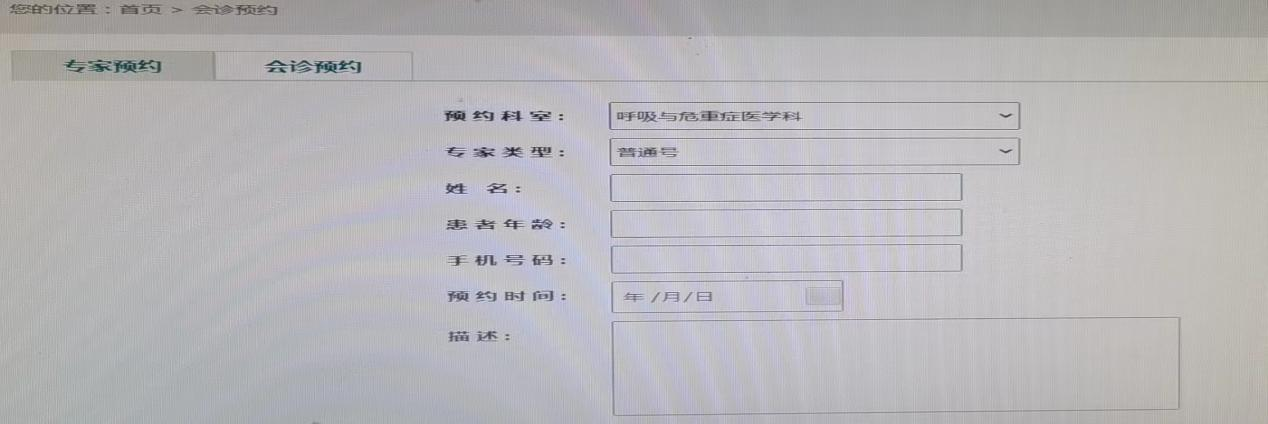 您的位置：首页 > 会诊预约
专家预约 会诊预约
预约科室： 呼吸与危重症医学科
专家类型： 普通号
姓 名：
患者年龄：
手机号码：
预约时间： 年/月/日
描述：